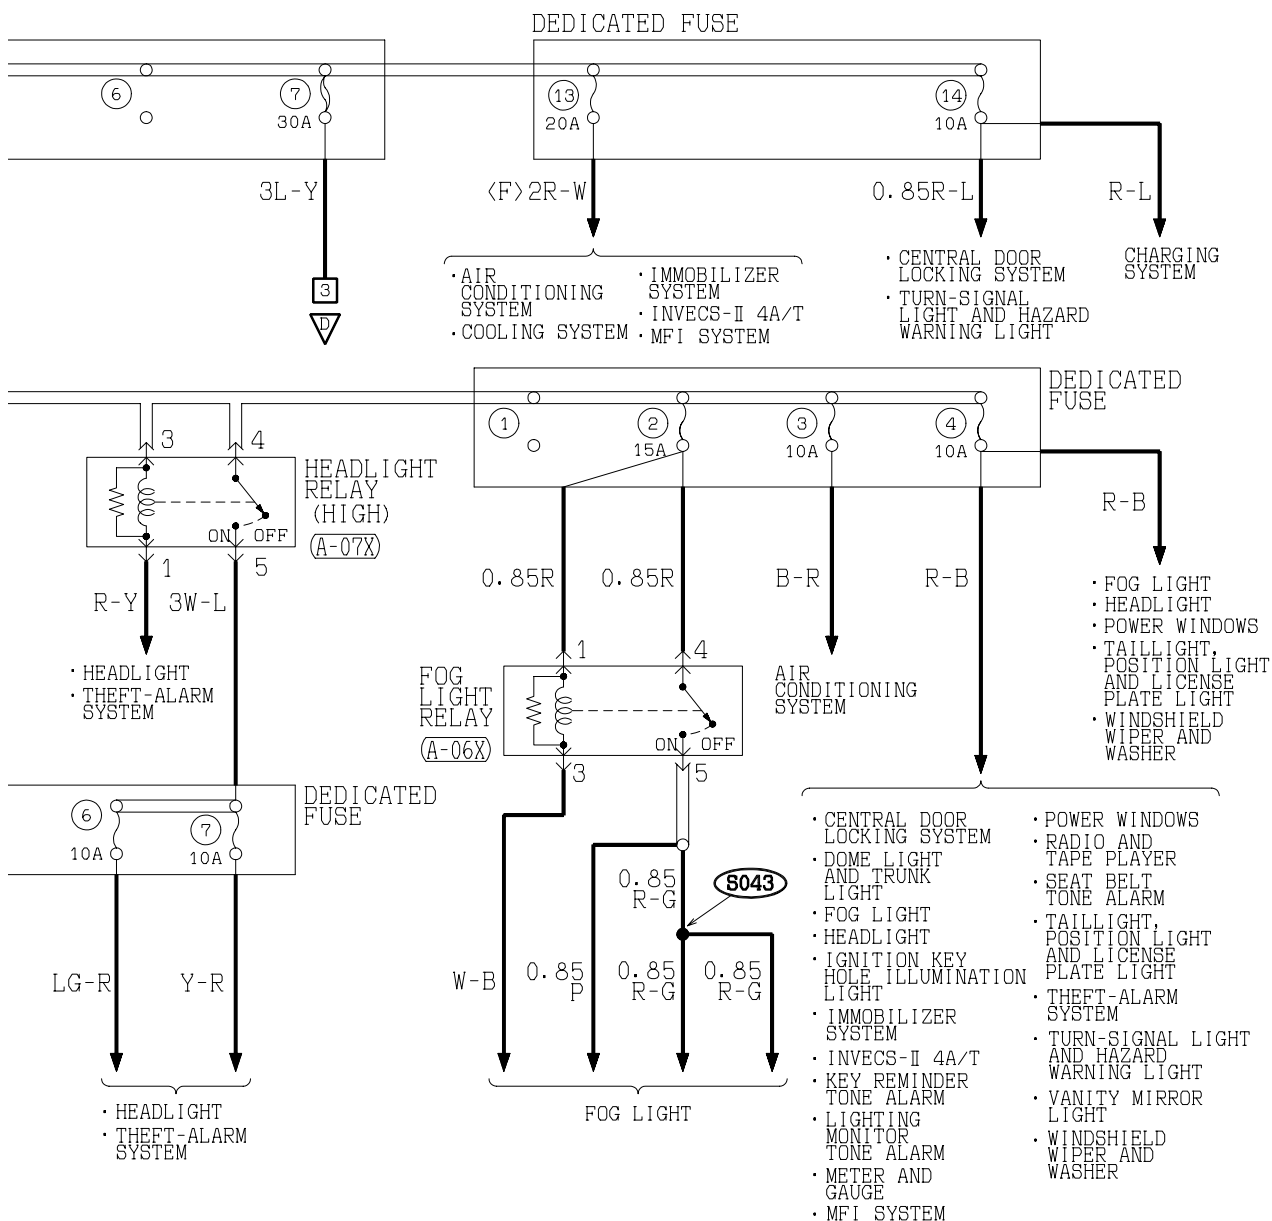 DEDICATED FUSE
6
7
30A
13
20A
14
10A
3L-Y
<F>2R-W
0.85R-L
R-L
3
D
·AIR
CONDITIONING
SYSTEM
·COOLING SYSTEM
·IMMOBILIZER
SYSTEM
·INVECS-Ⅱ 4A/T
·MFI SYSTEM
·CENTRAL DOOR
LOCKING SYSTEM
·TURN-SIGNAL
LIGHT AND HAZARD
WARNING LIGHT
CHARGING
SYSTEM
DEDICATED
FUSE
1
2
15A
3
10A
4
10A
3
4
HEADLIGHT
RELAY
(HIGH)
A-07X
ON
OFF
1
5
R-Y
3W-L
·HEADLIGHT
·THEFT-ALARM
SYSTEM
0.85R
0.85R
B-R
R-B
R-B
·FOG LIGHT
·HEADLIGHT
·POWER WINDOWS
·TAILLIGHT,
POSITION LIGHT
AND LICENSE
PLATE LIGHT
·WINDSHIELD
WIPER AND
WASHER
1
4
FOG
LIGHT
RELAY
A-06X
ON
OFF
3
5
AIR
CONDITIONING
SYSTEM
DEDICATED
FUSE
6
10A
7
10A
0.85
R-G
S043
LG-R
Y-R
W-B
0.85
P
0.85
R-G
0.85
R-G
·HEADLIGHT
·THEFT-ALARM
SYSTEM
FOG LIGHT
·CENTRAL DOOR
LOCKING SYSTEM
·DOME LIGHT
AND TRUNK
LIGHT
·FOG LIGHT
·HEADLIGHT
·IGNITION KEY
HOLE ILLUMINATION
LIGHT
·IMMOBILIZER
SYSTEM
·INVECS-Ⅱ 4A/T
·KEY REMINDER
TONE ALARM
·LIGHTING
MONITOR
TONE ALARM
·METER AND
GAUGE
·MFI SYSTEM
·POWER WINDOWS
·RADIO AND
TAPE PLAYER
·SEAT BELT
TONE ALARM
·TAILLIGHT,
POSITION LIGHT
AND LICENSE
PLATE LIGHT
·THEFT-ALARM
SYSTEM
·TURN-SIGNAL LIGHT
AND HAZARD
WARNING LIGHT
·VANITY MIRROR
LIGHT
·WINDSHIELD
WIPER AND
WASHER